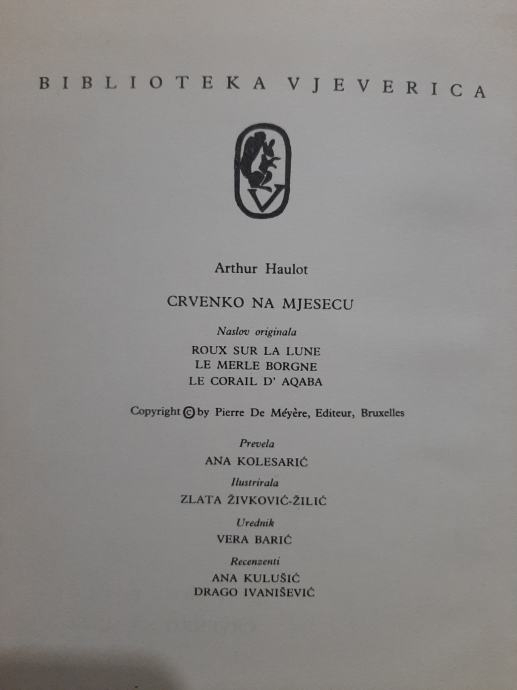 BIBLIOTEKA VJEVERICA
V
Arthur Haulot
CRVENKO NA MJESECU
Naslov originala
ROUX SUR LA LUNE
LE MERLE BORGNE
LE CORAIL D' AQABA
Copyright © by Pierre De Méyère, Editeur, Bruxelles
Prevela
ANA KOLESARIĆ
Ilustrirala
ZLATA ŽIVKOVIĆ-ŽILIĆ
Urednik
VERA BARIĆ
Recenzenti
ANA KULUŠIĆ
DRAGO IVANIŠEVIĆ